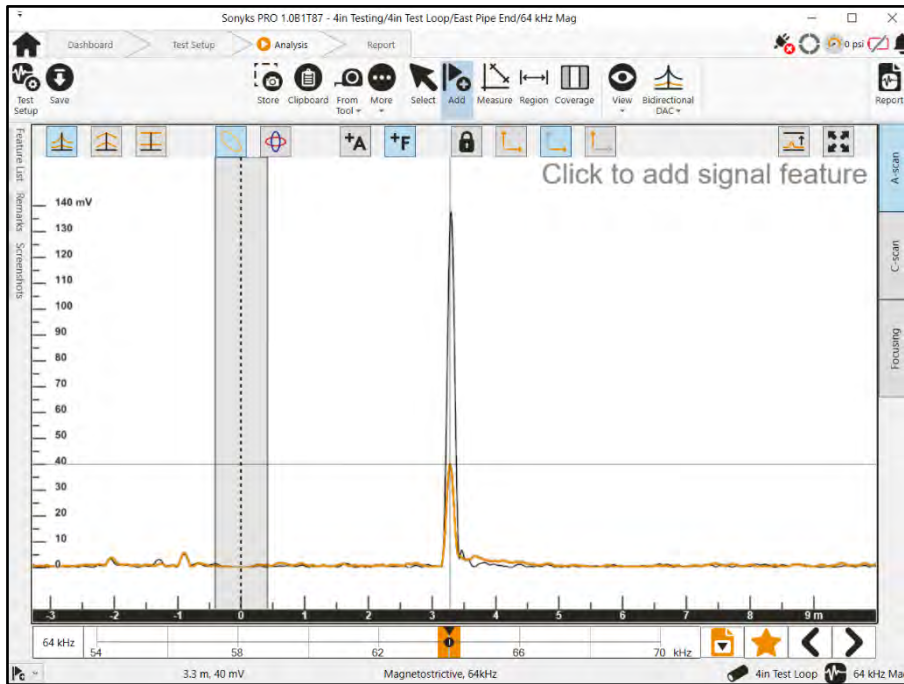 Sonyks PRO 1.0B1T87 - 4in Testing/4in Test Loop/East Pipe End/64 kHz Mag
Dashboard Test Setup Analysis Report
0 psi
Test Setup Save Store Clipboard From Tool More Select Add Measure Region Coverage View Bidirectional DAC Report
+A +F
Click to add signal feature
Feature List
Remarks
Screenshots
A-scan
C-scan
Focusing
140 mV
130
120
110
100
90
80
70
60
50
40
30
20
10
0
-3 -2 -1 0 1 2 3 4 5 6 7 8 9 m
64 kHz 54 58 62 66 70 kHz
C 3.3 m, 40 mV Magnetostrictive, 64kHz 4in Test Loop 64 kHz Ma